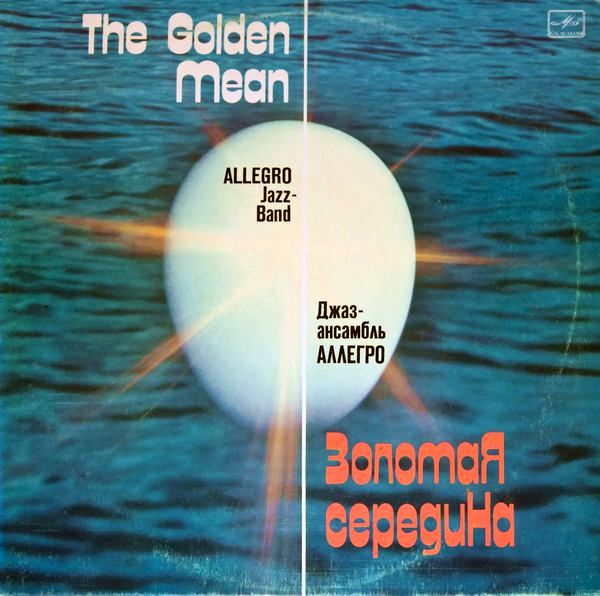 The Golden
Mean
ALLEGRO
Jazz-
Band
Джаз-
ансамбль
АЛЛЕГРО
Золотая
середина